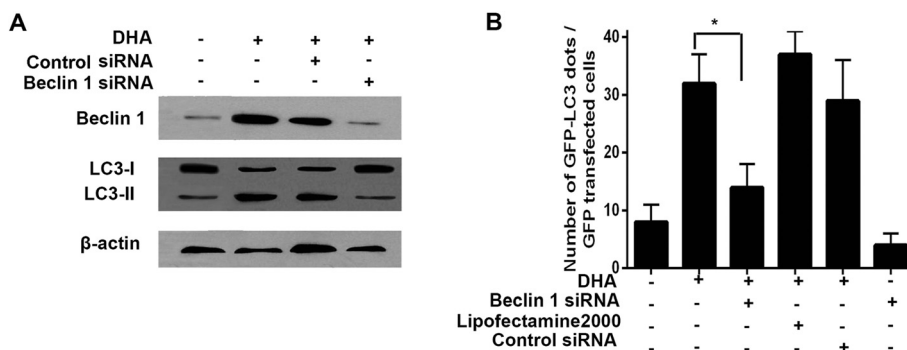 A
DHA - + + +
Control siRNA - - + -
Beclin 1 siRNA - - - +
Beclin 1
LC3-I
LC3-II
β-actin
B
Number of GFP-LC3 dots /
GFP transfected cells
40
30
20
10
0
*
DHA - + + + + -
Beclin 1 siRNA - - + - - +
Lipofectamine2000 - - - + - -
Control siRNA - - - - + -